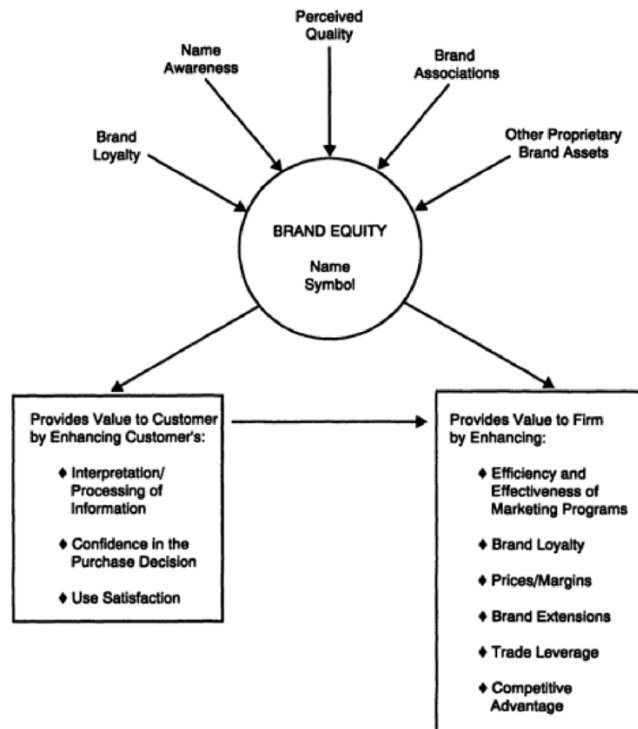 Perceived
Quality
Name
Awareness
Brand
Associations
Brand
Loyalty
Other Proprietary
Brand Assets
BRAND EQUITY
Name
Symbol
Provides Value to Customer
by Enhancing Customer's:
♦ Interpretation/
Processing of
Information
♦ Confidence in the
Purchase Decision
♦ Use Satisfaction
Provides Value to Firm
by Enhancing:
♦ Efficiency and
Effectiveness of
Marketing Programs
♦ Brand Loyalty
♦ Prices/Margins
♦ Brand Extensions
♦ Trade Leverage
♦ Competitive
Advantage